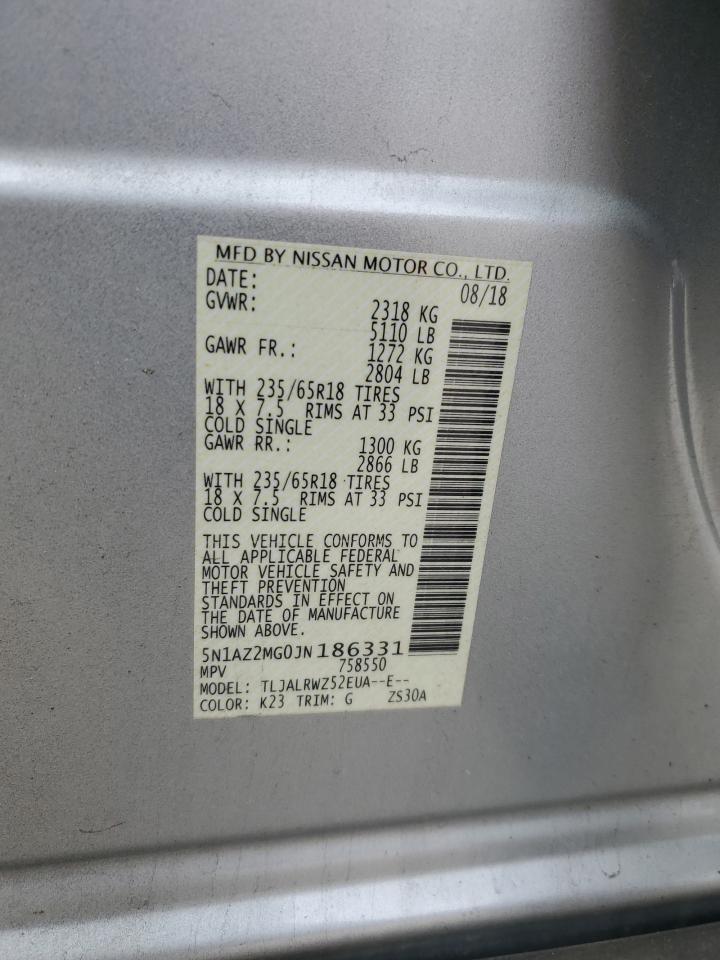 MFD BY NISSAN MOTOR CO., LTD.
DATE: 08/18
GVWR: 2318 KG
5110 LB
GAWR FR.: 1272 KG
2804 LB
WITH 235/65R18 TIRES
18 X 7.5 RIMS AT 33 PSI
COLD SINGLE
GAWR RR.: 1300 KG
2866 LB
WITH 235/65R18 TIRES
18 X 7.5 RIMS AT 33 PSI
COLD SINGLE
THIS VEHICLE CONFORMS TO
ALL APPLICABLE FEDERAL
MOTOR VEHICLE SAFETY AND
THEFT PREVENTION
STANDARDS IN EFFECT ON
THE DATE OF MANUFACTURE
SHOWN ABOVE.
5N1AZ2MG0JN186331
MPV 758550
MODEL: TLJALRWZ52EUA--E--
COLOR: K23 TRIM: G ZS30A